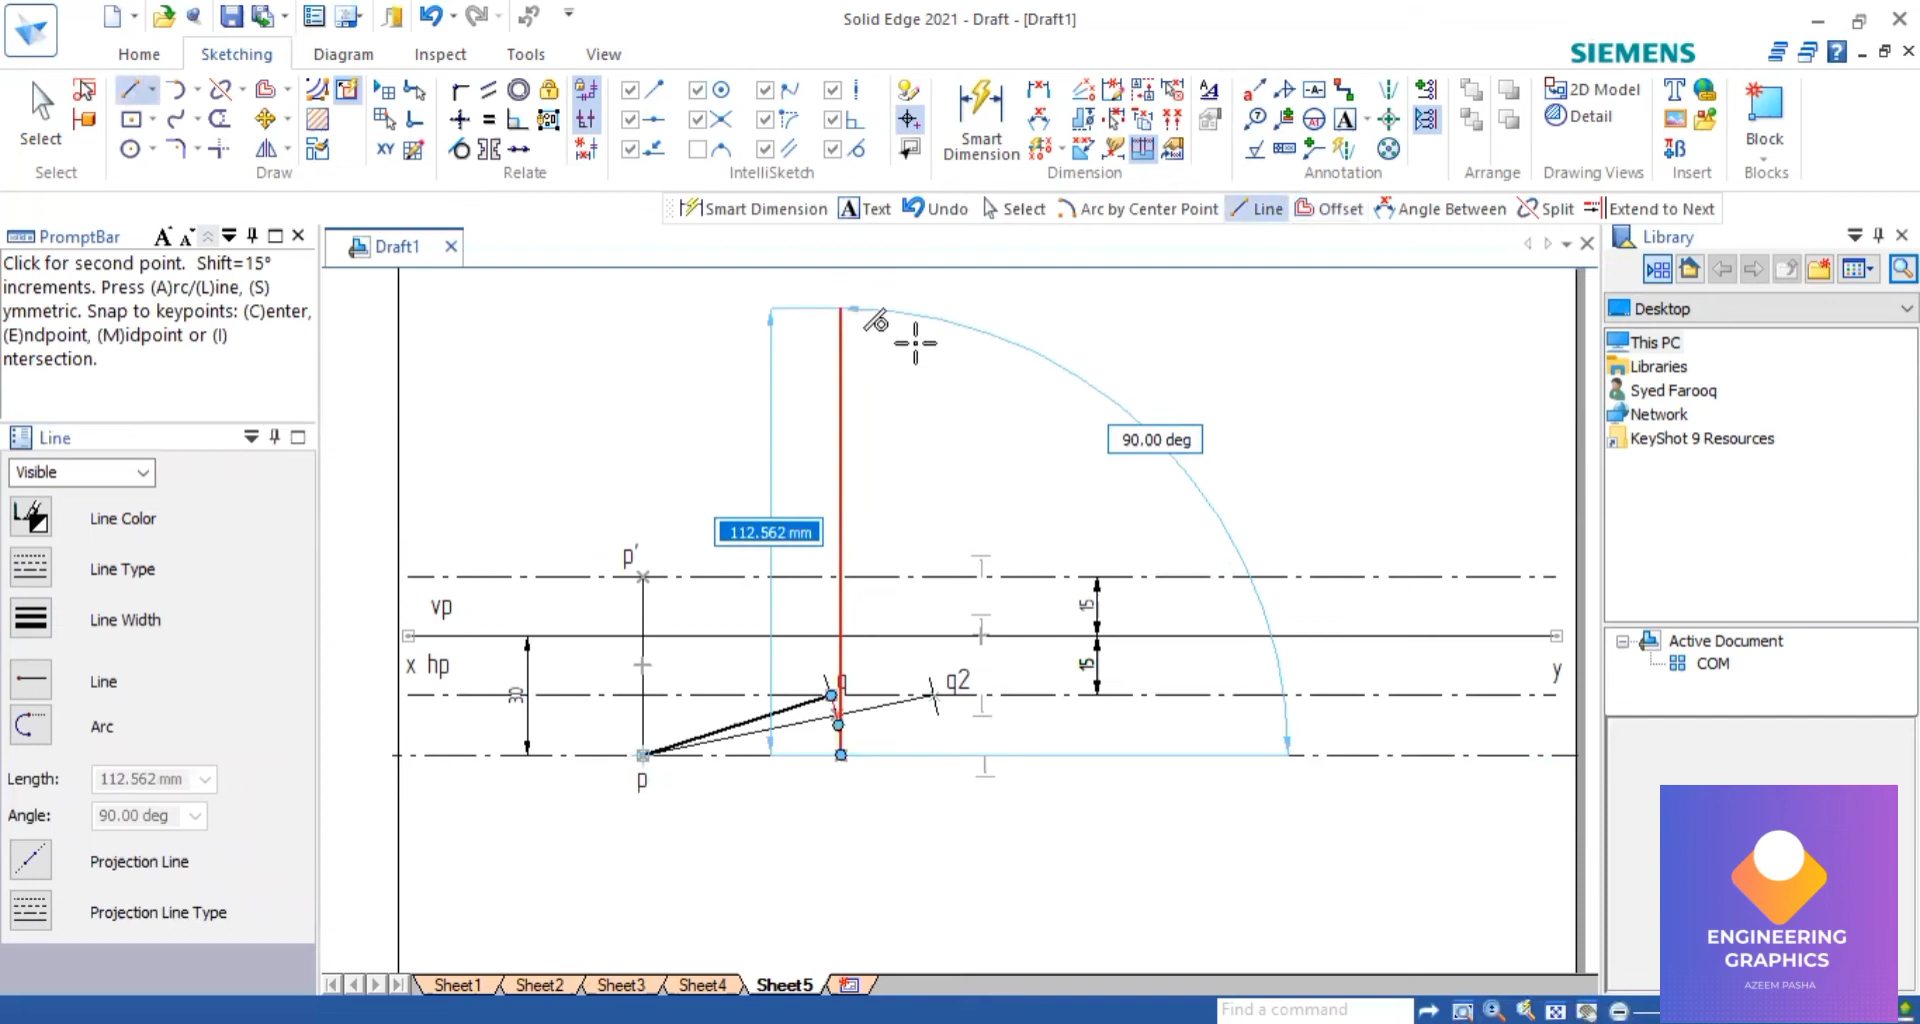 Solid Edge 2021 - Draft - [Draft1]
Home
Sketching
Diagram
Inspect
Tools
View
SIEMENS
Select
Smart
Dimension
2D Model
Detail
Block
Select
Draw
Relate
IntelliSketch
Dimension
Annotation
Arrange
Drawing Views
Insert
Blocks
Smart Dimension
Text
Undo
Select
Arc by Center Point
Line
Offset
Angle Between
Split
Extend to Next
PromptBar
Click for second point. Shift=15°
increments. Press (A)rc/(L)ine, (S)
ymmetric. Snap to keypoints: (C)enter,
(E)ndpoint, (M)idpoint or (I)
ntersection.
Line
Visible
Line Color
Line Type
Line Width
Line
Arc
Length:
112.562 mm
Angle:
90.00 deg
Projection Line
Projection Line Type
Draft1
90.00 deg
112.562 mm
p'
vp
15
x hp
15
y
30
q
q2
p
Sheet1
Sheet2
Sheet3
Sheet4
Sheet5
Library
Desktop
This PC
Libraries
Syed Farooq
Network
KeyShot 9 Resources
Active Document
COM
ENGINEERING
GRAPHICS
AZEEM PASHA
Find a command